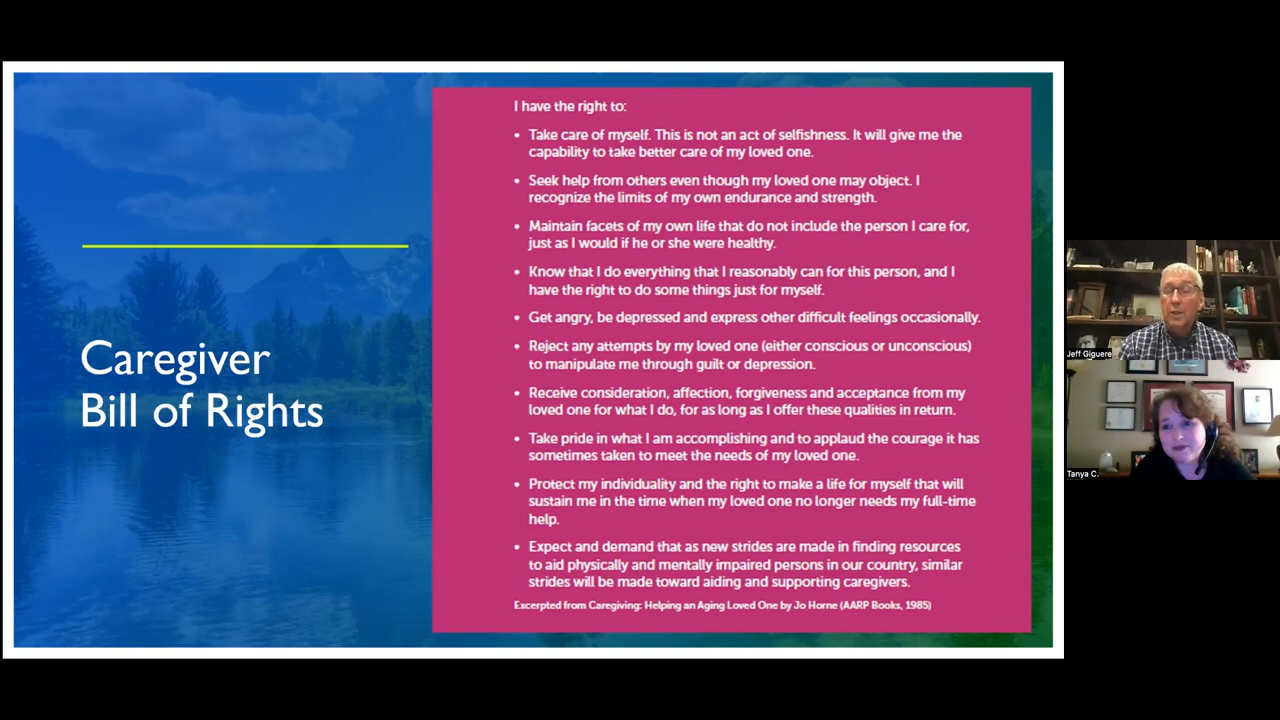 Caregiver
Bill of Rights
I have the right to:
• Take care of myself. This is not an act of selfishness. It will give me the
capability to take better care of my loved one.
• Seek help from others even though my loved one may object. I
recognize the limits of my own endurance and strength.
• Maintain facets of my own life that do not include the person I care for,
just as I would if he or she were healthy.
• Know that I do everything that I reasonably can for this person, and I
have the right to do some things just for myself.
• Get angry, be depressed and express other difficult feelings occasionally.
• Reject any attempts by my loved one (either conscious or unconscious)
to manipulate me through guilt or depression.
• Receive consideration, affection, forgiveness and acceptance from my
loved one for what I do, for as long as I offer these qualities in return.
• Take pride in what I am accomplishing and to applaud the courage it has
sometimes taken to meet the needs of my loved one.
• Protect my individuality and the right to make a life for myself that will
sustain me in the time when my loved one no longer needs my full-time
help.
• Expect and demand that as new strides are made in finding resources
to aid physically and mentally impaired persons in our country, similar
strides will be made toward aiding and supporting caregivers.
Excerpted from Caregiving: Helping an Aging Loved One by Jo Horne (AARP Books, 1985)
Jeff Giguere
Tanya C.